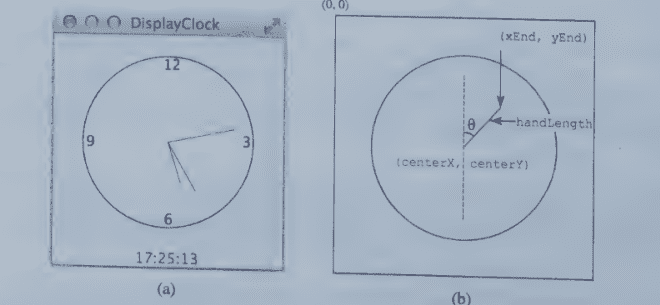 DisplayClock
12
9
3
6
17:25:13
(a)
(0, 0)
(xEnd, yEnd)
θ
handLength
(centerX, centerY)
(b)